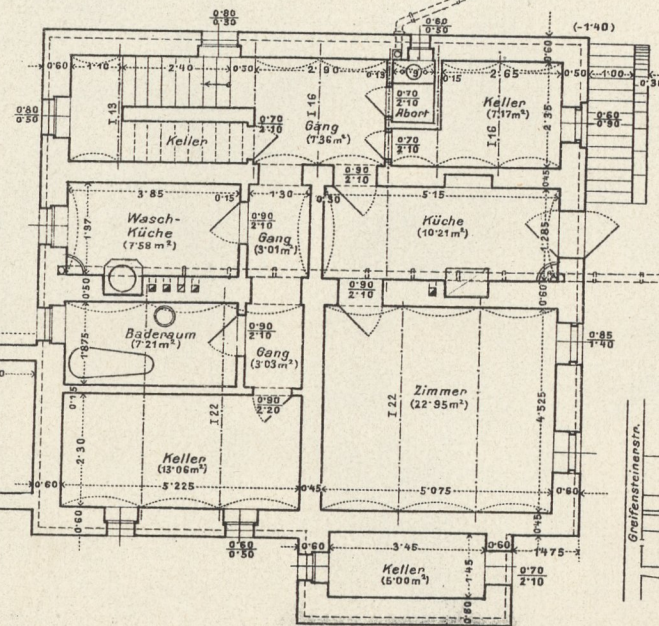 0.80
0.30
0.60
0.50
(-1.40)
0.60
0.60
1.10
2.40
0.30
2.90
0.15
0.15
2.65
0.50
1.00
0.80
0.50
0.70
2.10
Abort
Keller
(7.17m²)
2.35
0.60
0.90
I 13
I 16
I 16
0.70
2.10
Gang
(7.36m²)
0.70
2.10
Keller
0.90
2.10
0.45
3.85
0.15
1.30
0.30
5.15
Wasch-
Küche
(7.58 m²)
1.37
0.90
2.10
Gang
(3.01m²)
Küche
(10.21m²)
1.285
0.50
0.90
2.10
0.60
Baderaum
(7.21m²)
1.875
0.90
2.10
Gang
(3.03m²)
0.85
1.40
Zimmer
(22.95m²)
I 22
I 22
4.525
0.15
0.90
2.20
2.30
Keller
(13.06m²)
0.60
5.225
0.45
5.075
0.60
Greifensteinerstr.
0.60
0.60
0.50
0.60
3.45
0.60
0.45
1.475
Keller
(5.00m²)
1.45
0.70
2.10
0.60